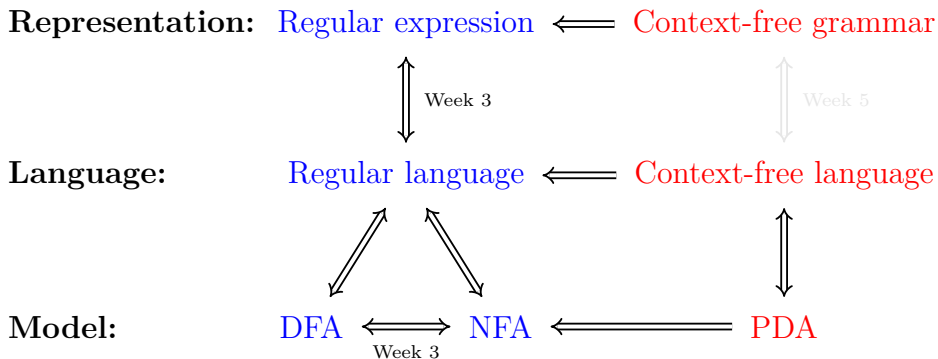 Representation: Regular expression Context-free grammar
Week 3 Week 5
Language: Regular language Context-free language
Model: DFA NFA PDA
Week 3